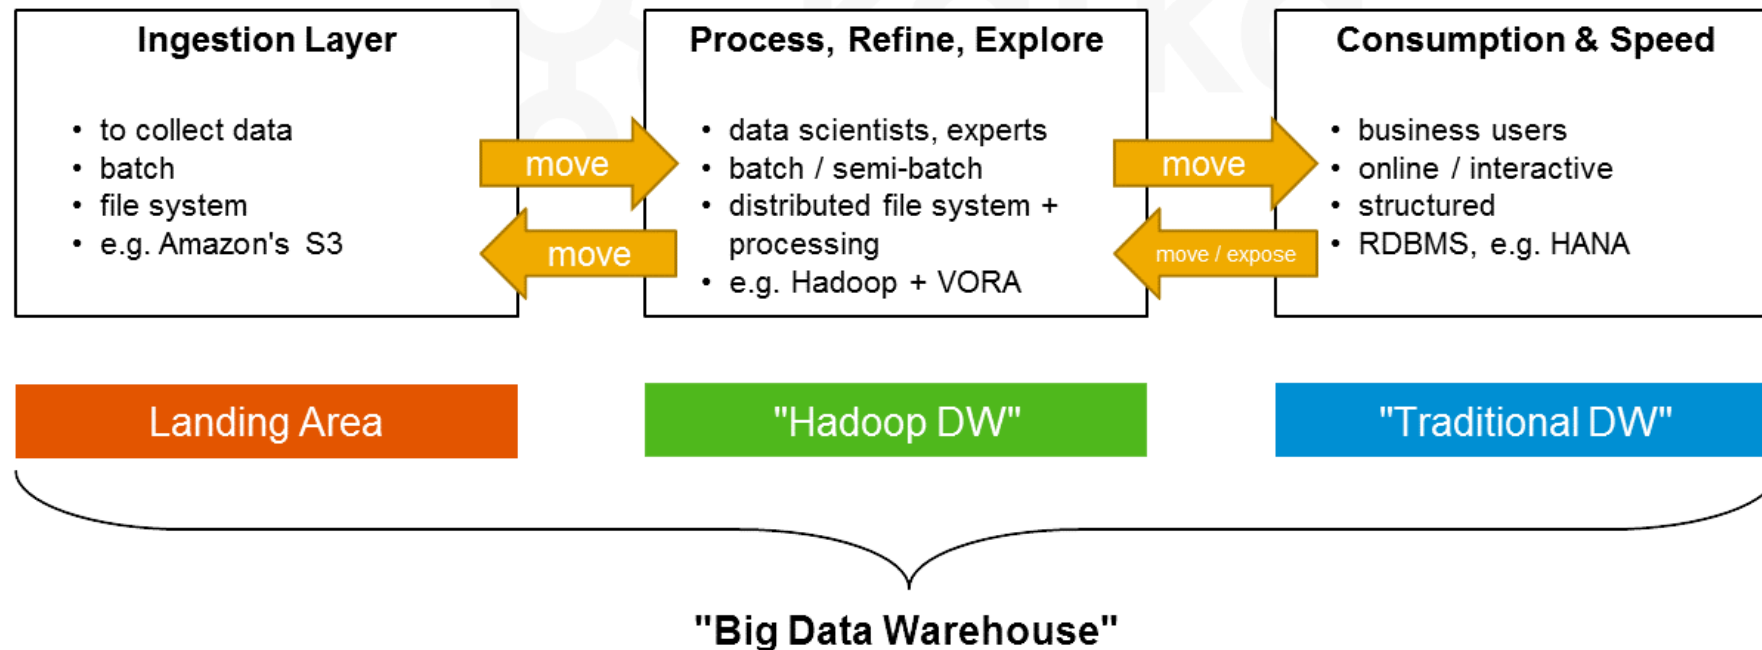 Ingestion Layer
• to collect data
• batch
• file system
• e.g. Amazon's S3
move
move
Process, Refine, Explore
• data scientists, experts
• batch / semi-batch
• distributed file system +
processing
• e.g. Hadoop + VORA
move
move / expose
Consumption & Speed
• business users
• online / interactive
• structured
• RDBMS, e.g. HANA
Landing Area
"Hadoop DW"
"Traditional DW"
"Big Data Warehouse"